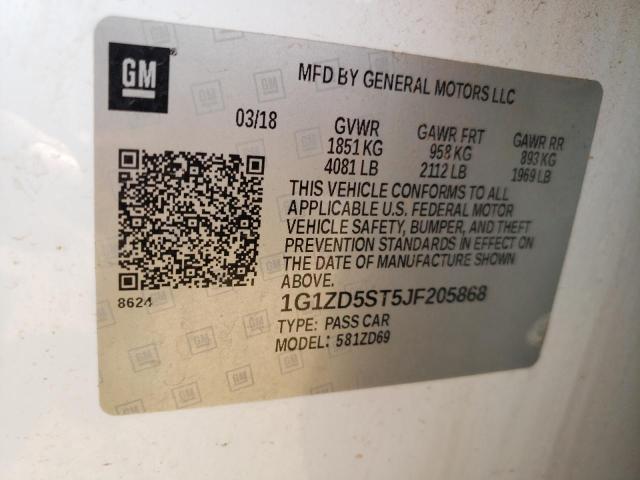 GM
MFD BY GENERAL MOTORS LLC
03/18 GVWR GAWR FRT GAWR RR
1851 KG 958 KG 893 KG
4081 LB 2112 LB 1969 LB
THIS VEHICLE CONFORMS TO ALL
APPLICABLE U.S. FEDERAL MOTOR
VEHICLE SAFETY, BUMPER, AND THEFT
PREVENTION STANDARDS IN EFFECT ON
THE DATE OF MANUFACTURE SHOWN
ABOVE.
8624
1G1ZD5ST5JF205868
TYPE: PASS CAR
MODEL: 581ZD69